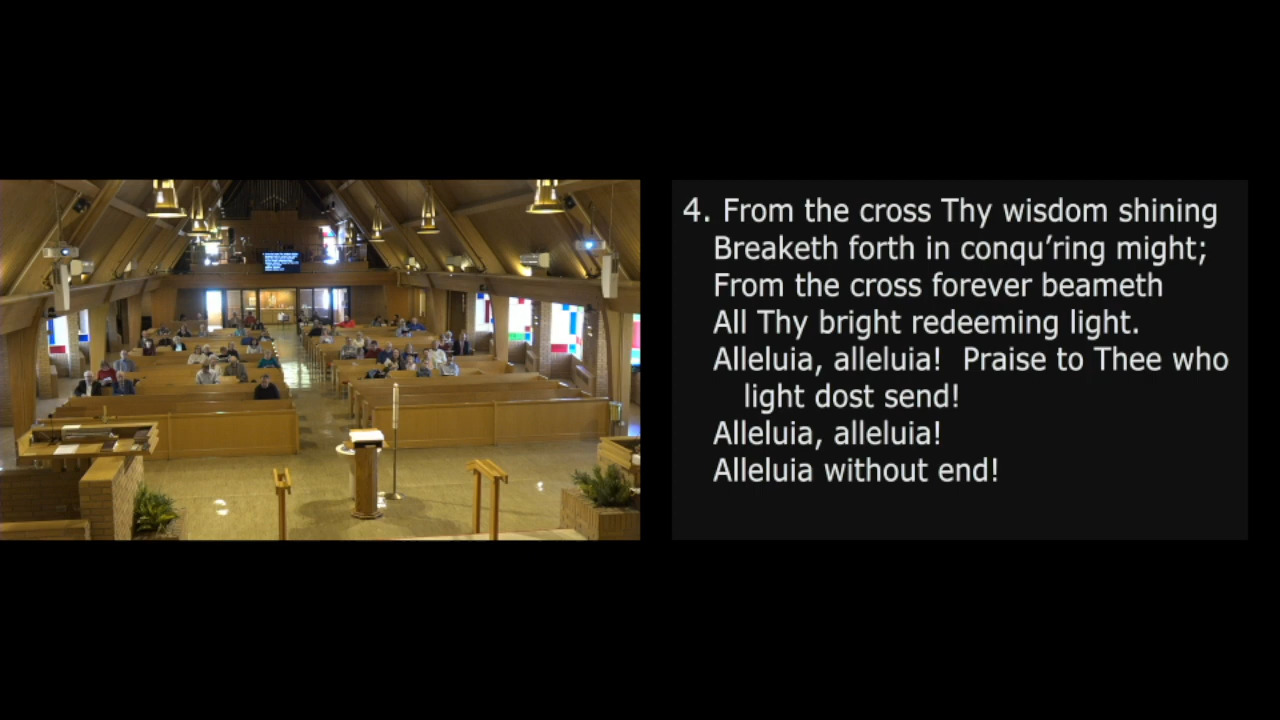 4. From the cross Thy wisdom shining
Breaketh forth in conqu’ring might;
From the cross forever beameth
All Thy bright redeeming light.
Alleluia, alleluia!  Praise to Thee who
light dost send!
Alleluia, alleluia!
Alleluia without end!